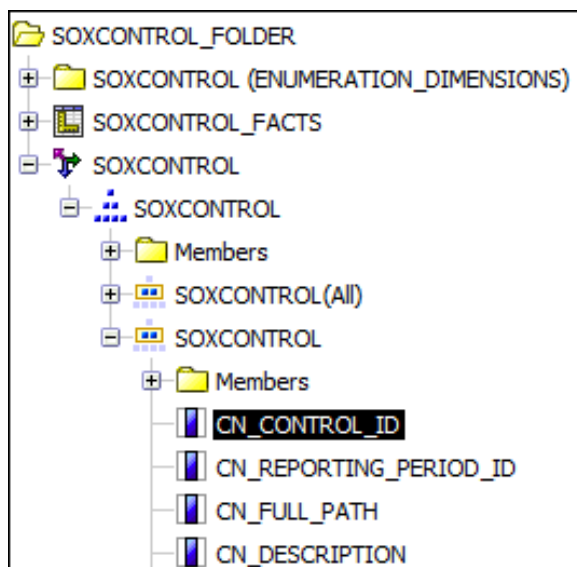 SOXCONTROL_FOLDER
SOXCONTROL (ENUMERATION_DIMENSIONS)
SOXCONTROL_FACTS
SOXCONTROL
SOXCONTROL
Members
SOXCONTROL(All)
SOXCONTROL
Members
CN_CONTROL_ID
CN_REPORTING_PERIOD_ID
CN_FULL_PATH
CN_DESCRIPTION